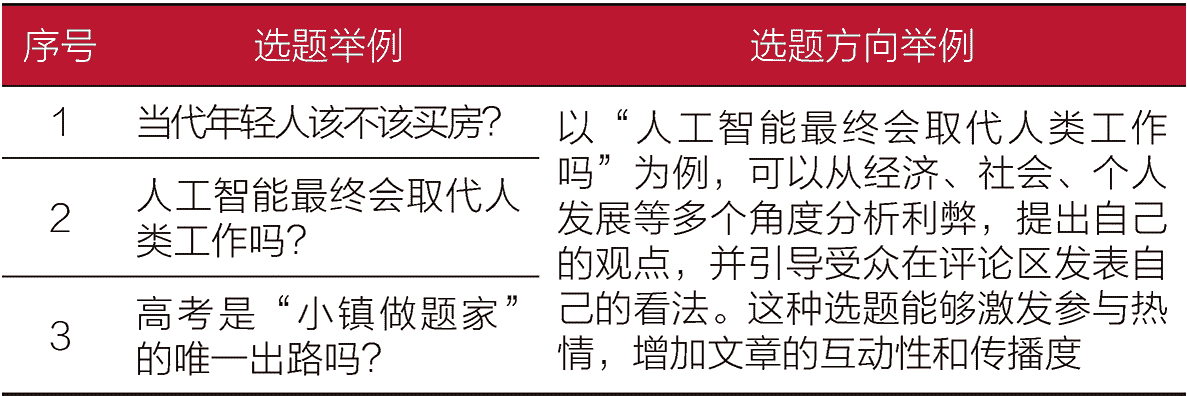 序号 选题举例 选题方向举例
1 当代年轻人该不该买房？
2 人工智能最终会取代人
类工作吗？
3 高考是“小镇做题家”
的唯一出路吗？
以“人工智能最终会取代人类工作
吗”为例，可以从经济、社会、个人
发展等多个角度分析利弊，提出自己
的观点，并引导受众在评论区发表自
己的看法。这种选题能够激发参与热
情，增加文章的互动性和传播度